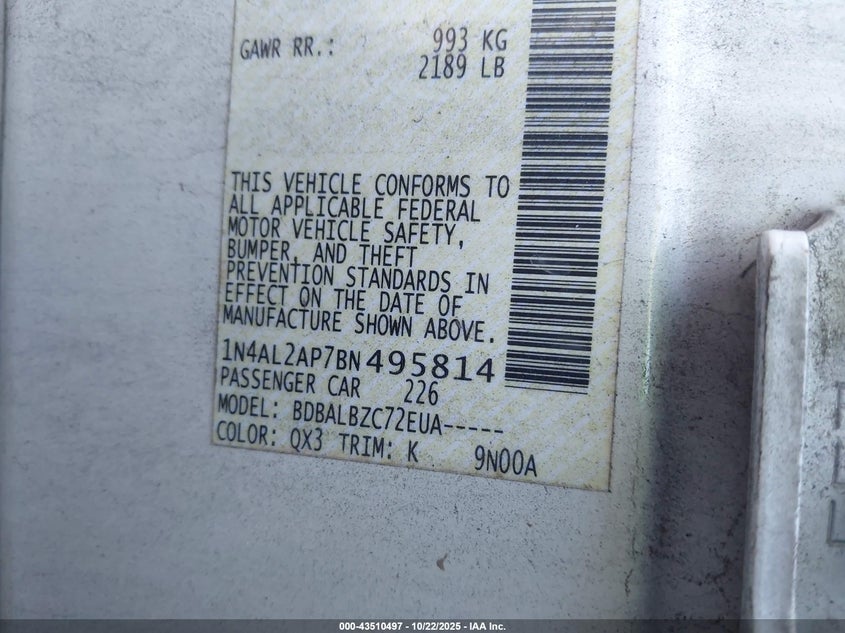 GAWR RR.: 993 KG
2189 LB
THIS VEHICLE CONFORMS TO
ALL APPLICABLE FEDERAL
MOTOR VEHICLE SAFETY,
BUMPER, AND THEFT
PREVENTION STANDARDS IN
EFFECT ON THE DATE OF
MANUFACTURE SHOWN ABOVE.
1N4AL2AP7BN495814
PASSENGER CAR 226
MODEL: BDBALBZC72EUA-----
COLOR: QX3 TRIM: K 9N00A
000-43510497 - 10/22/2025 - IAA Inc.